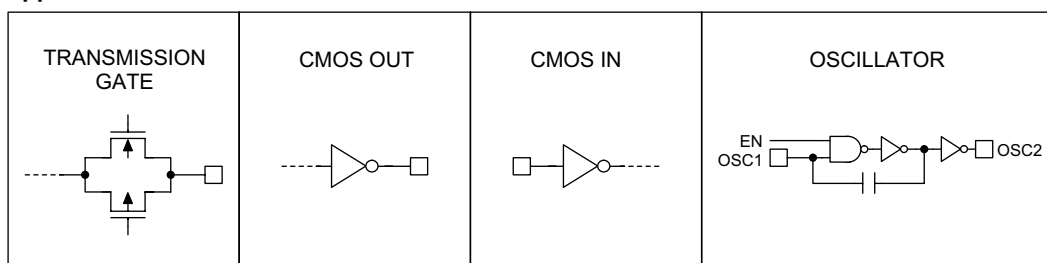 TRANSMISSION
GATE
CMOS OUT
CMOS IN
OSCILLATOR
EN
OSC1
OSC2